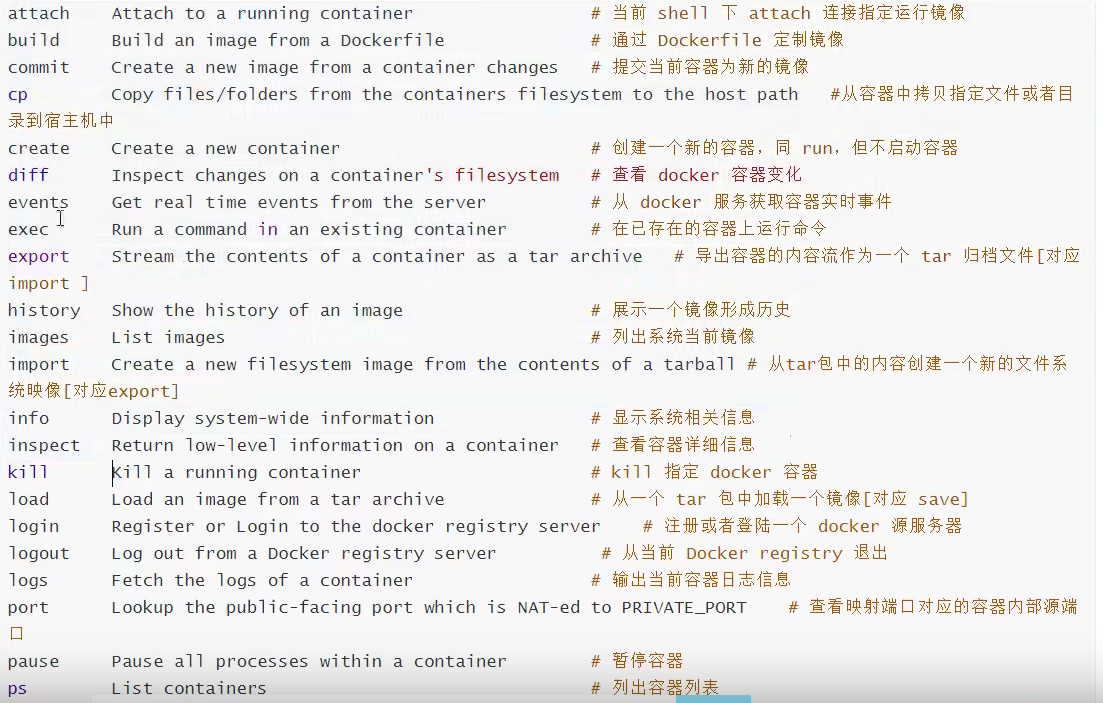 attach    Attach to a running container                 # 当前 shell 下 attach 连接指定运行镜像
build     Build an image from a Dockerfile              # 通过 Dockerfile 定制镜像
commit    Create a new image from a container changes   # 提交当前容器为新的镜像
cp        Copy files/folders from the containers filesystem to the host path   #从容器中拷贝指定文件或者目
录到宿主机中
create    Create a new container                        # 创建一个新的容器，同 run，但不启动容器
diff      Inspect changes on a container's filesystem   # 查看 docker 容器变化
events    Get real time events from the server          # 从 docker 服务获取容器实时事件
exec      Run a command in an existing container        # 在已存在的容器上运行命令
export    Stream the contents of a container as a tar archive   # 导出容器的内容流作为一个 tar 归档文件[对应
import ]
history   Show the history of an image                  # 展示一个镜像形成历史
images    List images                                   # 列出系统当前镜像
import    Create a new filesystem image from the contents of a tarball # 从tar包中的内容创建一个新的文件系
统映像[对应export]
info      Display system-wide information               # 显示系统相关信息
inspect   Return low-level information on a container   # 查看容器详细信息
kill      Kill a running container                      # kill 指定 docker 容器
load      Load an image from a tar archive              # 从一个 tar 包中加载一个镜像[对应 save]
login     Register or Login to the docker registry server    # 注册或者登陆一个 docker 源服务器
logout    Log out from a Docker registry server          # 从当前 Docker registry 退出
logs      Fetch the logs of a container                 # 输出当前容器日志信息
port      Lookup the public-facing port which is NAT-ed to PRIVATE_PORT    # 查看映射端口对应的容器内部源端
口
pause     Pause all processes within a container        # 暂停容器
ps        List containers                               # 列出容器列表